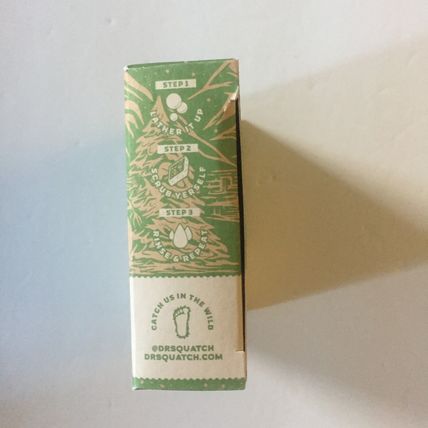 STEP 1
LATHER IT UP
STEP 2
SCRUB YERSELF
STEP 3
RINSE & REPEAT
CATCH US IN THE WILD
@DRSQUATCH
DRSQUATCH.COM